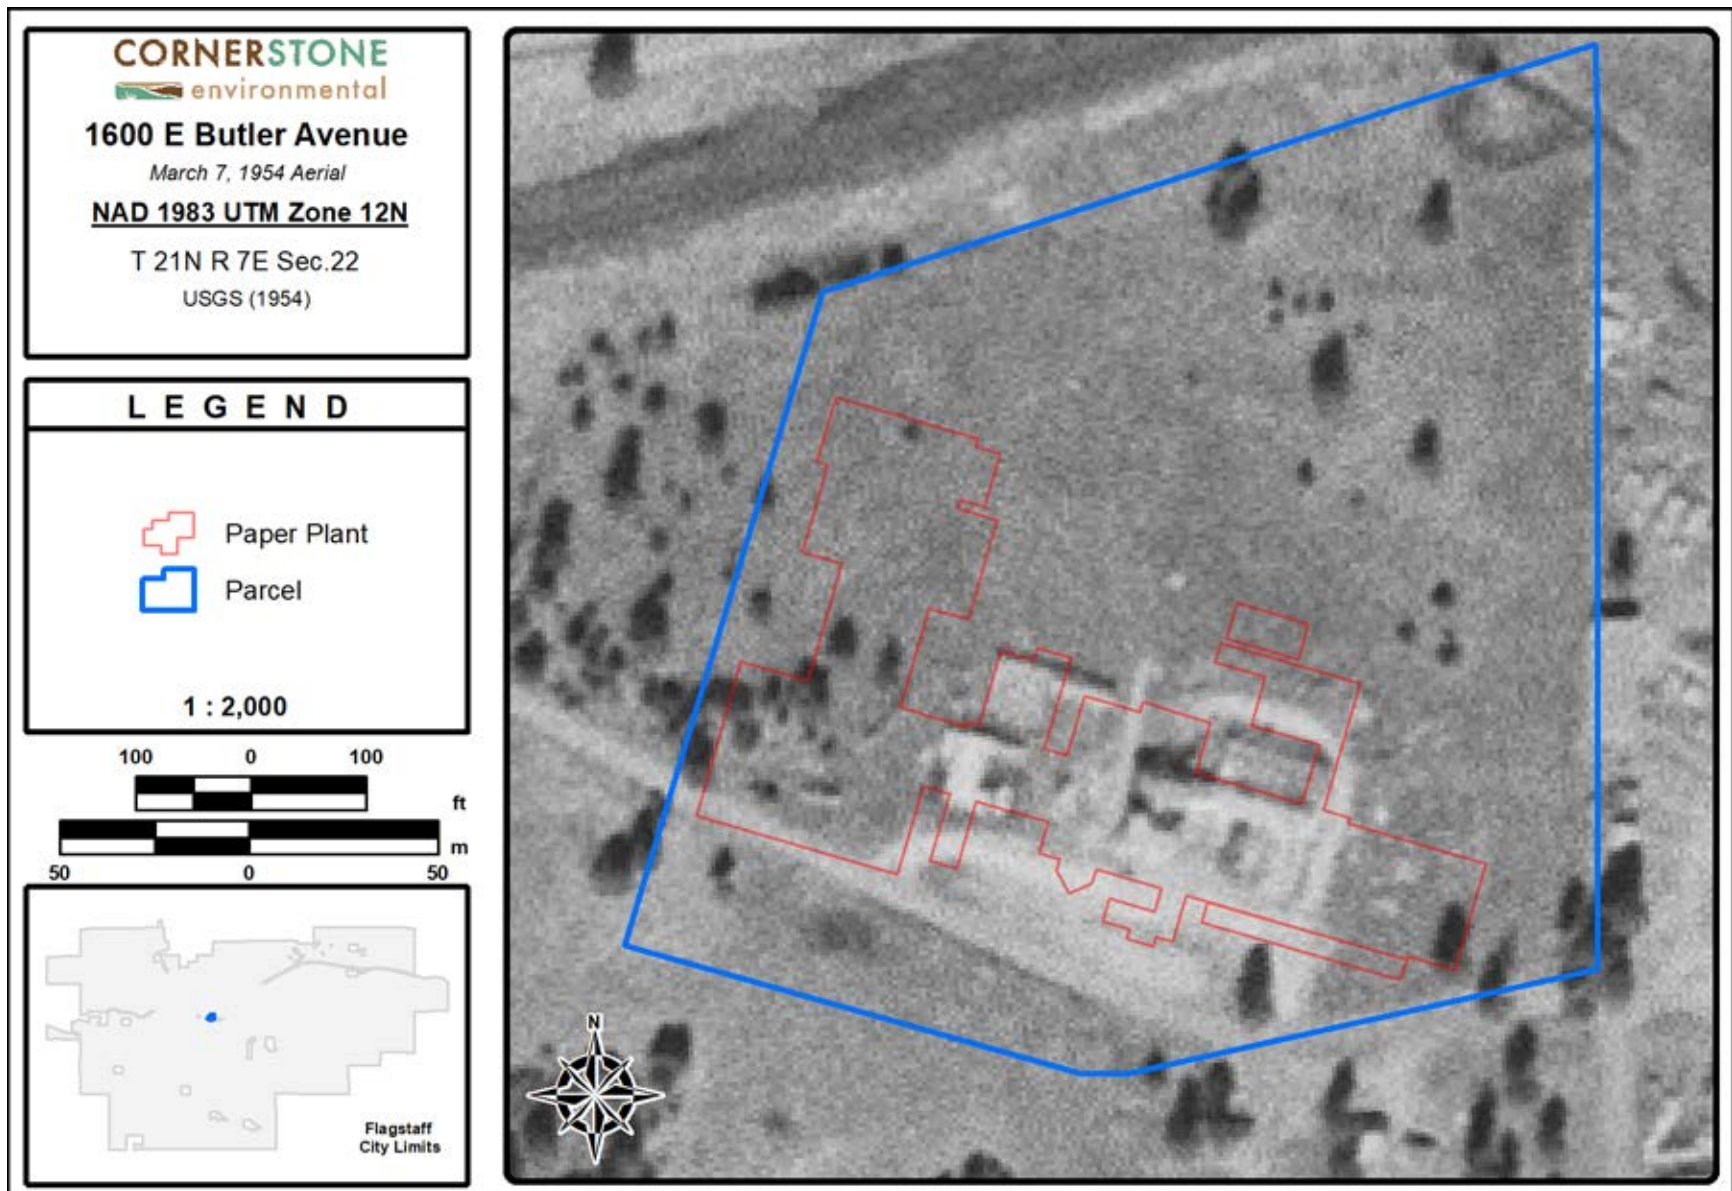 CORNERSTONE
environmental
1600 E Butler Avenue
March 7, 1954 Aerial
NAD 1983 UTM Zone 12N
T 21N R 7E Sec.22
USGS (1954)
LEGEND
Paper Plant
Parcel
1 : 2,000
100 0 100
ft
m
50 0 50
Flagstaff
City Limits
N